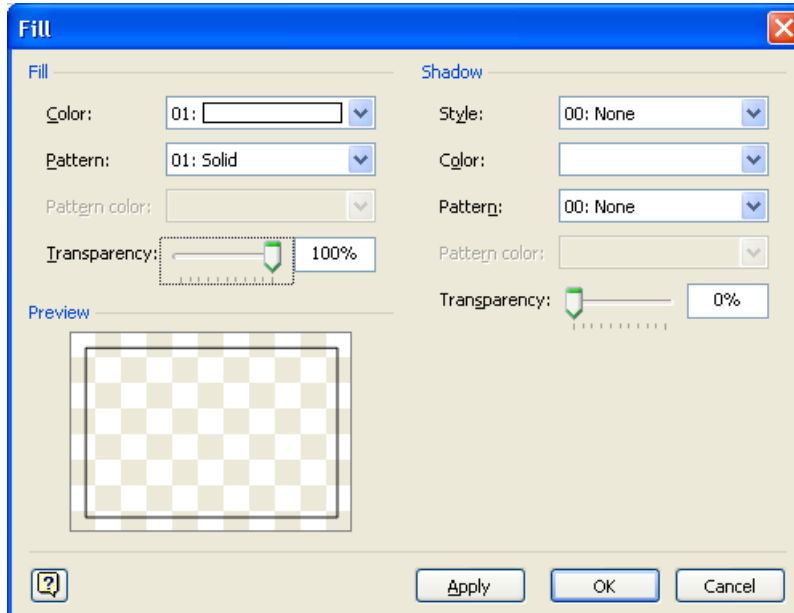 Fill
Fill
Color:
01:
Pattern:
01: Solid
Pattern color:
Transparency:
100%
Preview
Shadow
Style:
00: None
Color:
Pattern:
00: None
Pattern color:
Transparency:
0%
?
Apply
OK
Cancel